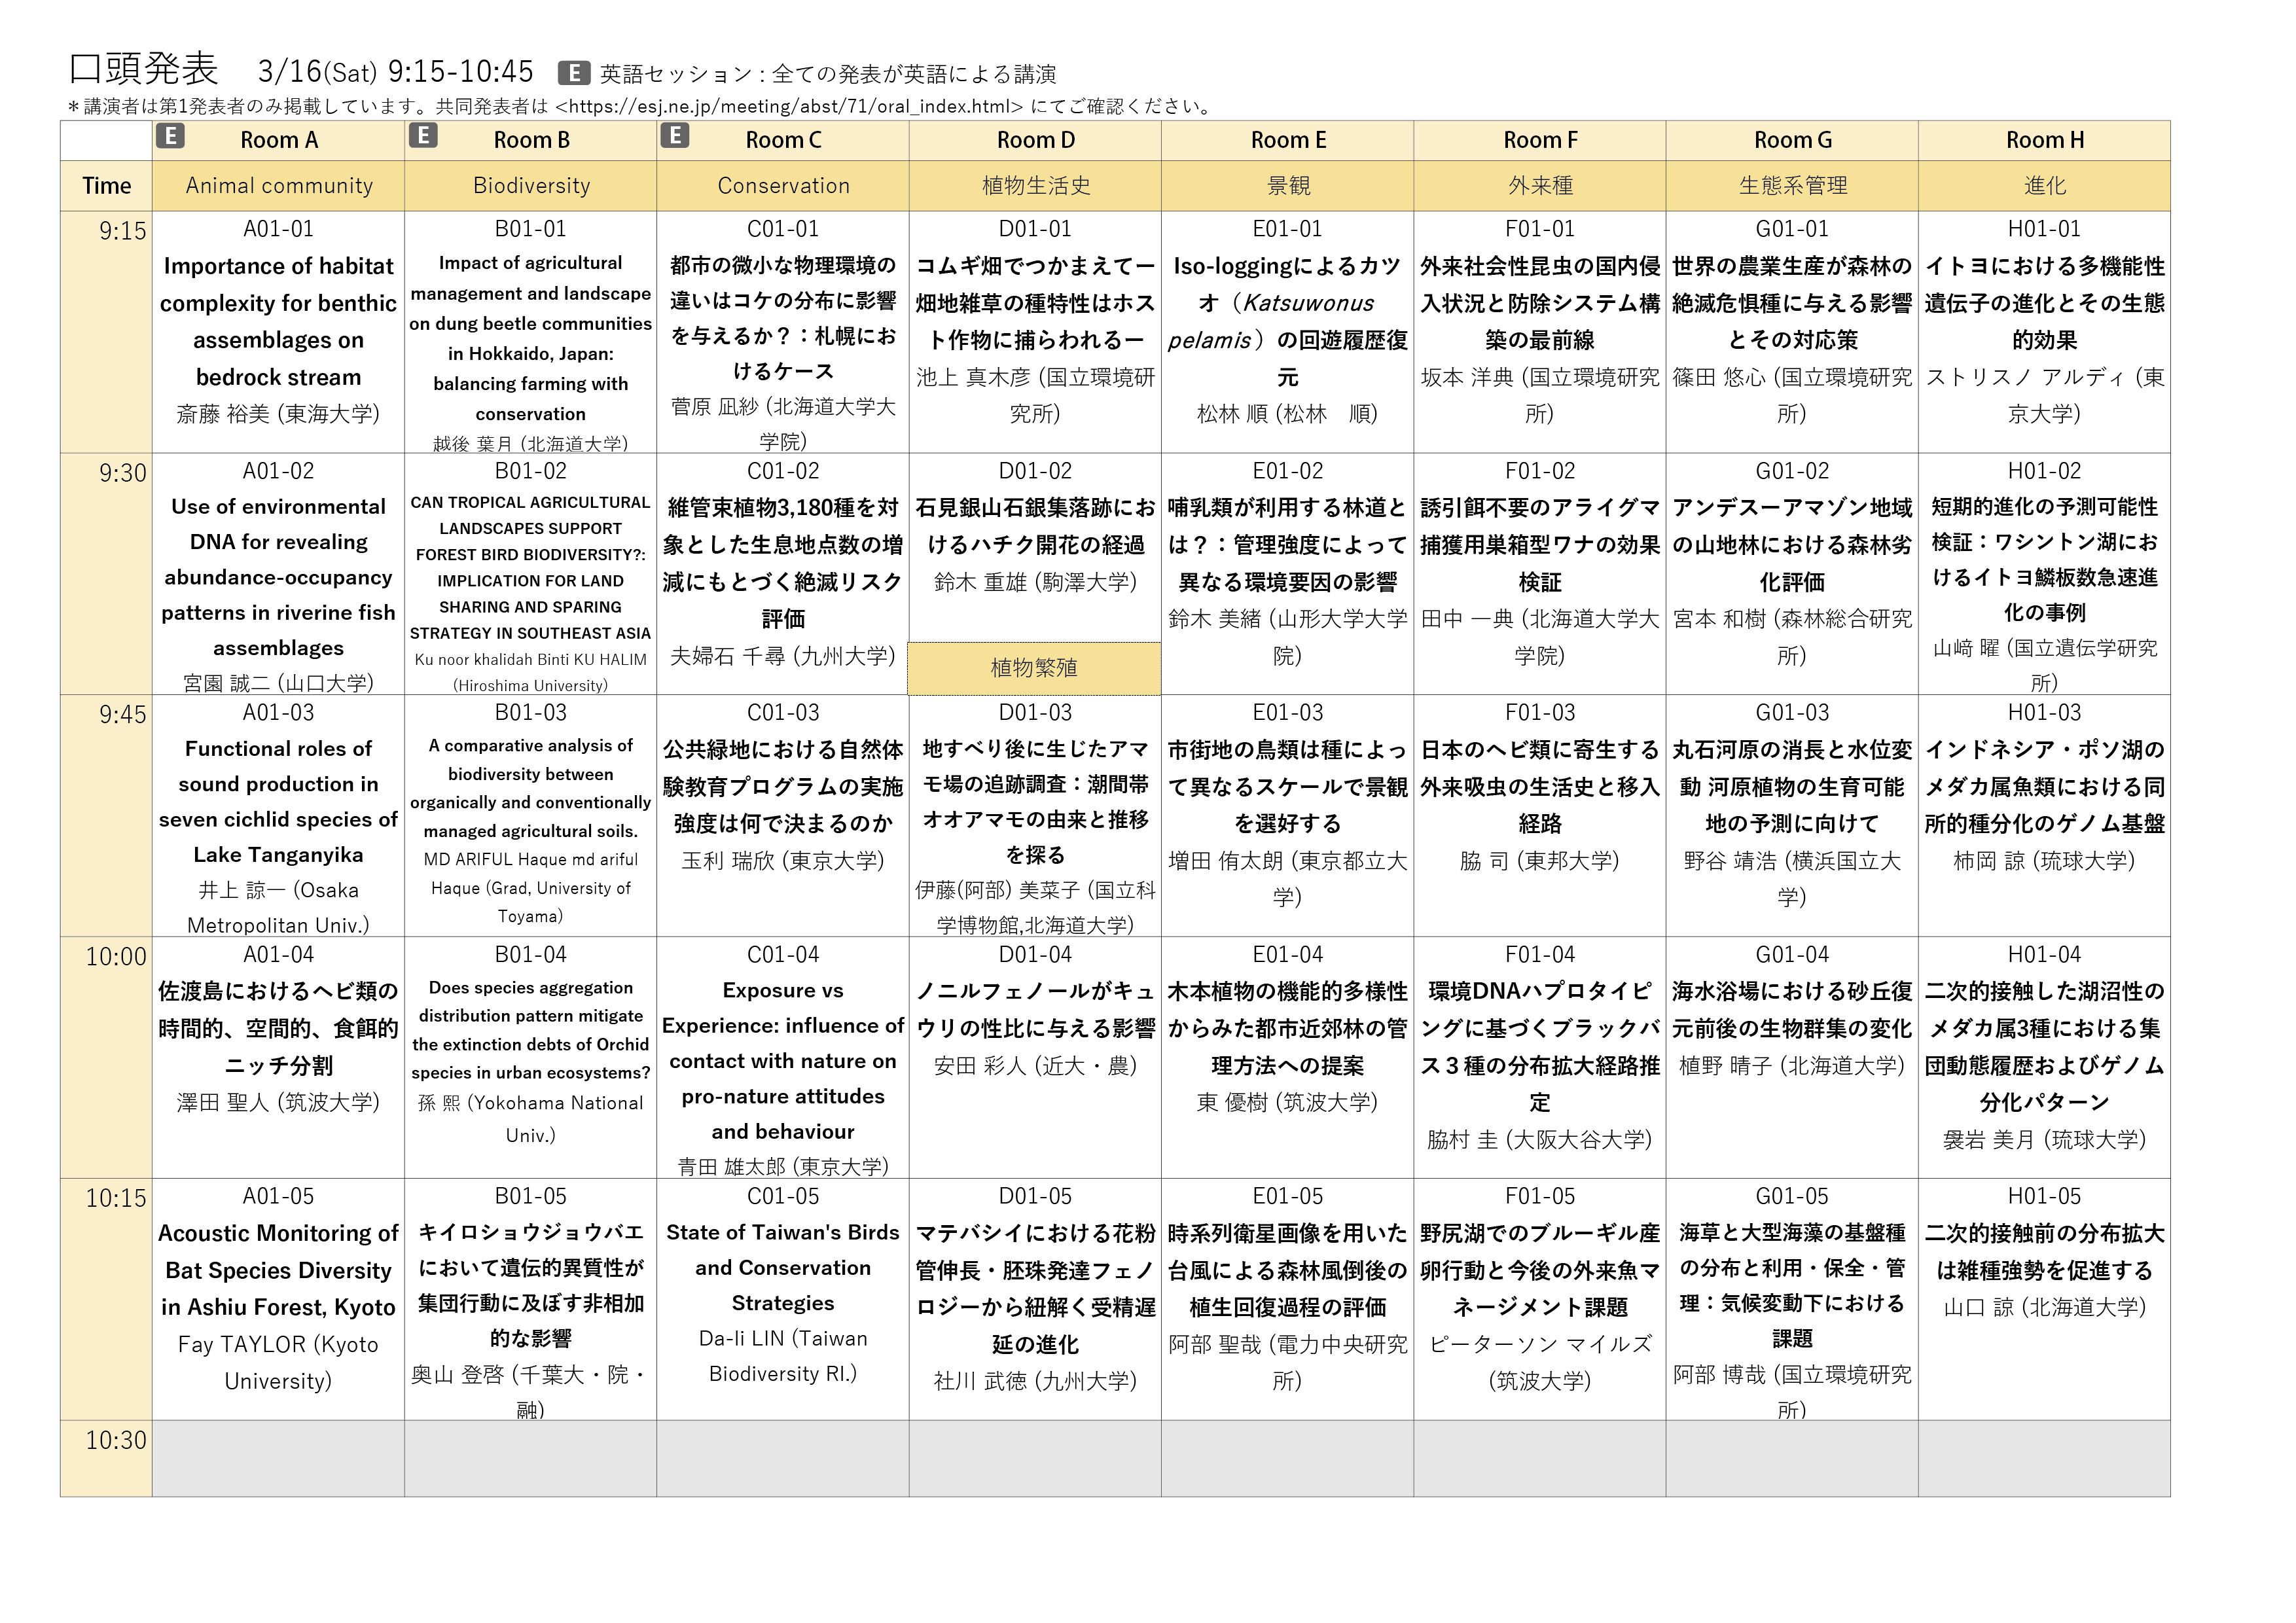 口頭発表 3/16(Sat) 9:15-10:45 E 英語セッション : 全ての発表が英語による講演
＊講演者は第1発表者のみ掲載しています。共同発表者は <https://esj.ne.jp/meeting/abst/71/oral_index.html> にてご確認ください。
E Room A E Room B E Room C Room D Room E Room F Room G Room H
Time Animal community Biodiversity Conservation 植物生活史 景観 外来種 生態系管理 進化
9:15
A01-01
Importance of habitat
complexity for benthic
assemblages on
bedrock stream
斎藤 裕美 (東海大学)
B01-01
Impact of agricultural
management and landscape
on dung beetle communities
in Hokkaido, Japan:
balancing farming with
conservation
越後 葉月 (北海道大学)
C01-01
都市の微小な物理環境の
違いはコケの分布に影響
を与えるか？：札幌にお
けるケース
菅原 凪紗 (北海道大学大
学院)
D01-01
コムギ畑でつかまえてー
畑地雑草の種特性はホス
ト作物に捕らわれるー
池上 真木彦 (国立環境研
究所)
E01-01
Iso-loggingによるカツ
オ（Katsuwonus
pelamis）の回遊履歴復
元
松林 順 (松林　順)
F01-01
外来社会性昆虫の国内侵
入状況と防除システム構
築の最前線
坂本 洋典 (国立環境研究
所)
G01-01
世界の農業生産が森林の
絶滅危惧種に与える影響
とその対応策
篠田 悠心 (国立環境研究
所)
H01-01
イトヨにおける多機能性
遺伝子の進化とその生態
的効果
ストリスノ アルディ (東
京大学)
9:30
A01-02
Use of environmental
DNA for revealing
abundance-occupancy
patterns in riverine fish
assemblages
宮園 誠二 (山口大学)
B01-02
CAN TROPICAL AGRICULTURAL
LANDSCAPES SUPPORT
FOREST BIRD BIODIVERSITY?:
IMPLICATION FOR LAND
SHARING AND SPARING
STRATEGY IN SOUTHEAST ASIA
Ku noor khalidah Binti KU HALIM
(Hiroshima University)
C01-02
維管束植物3,180種を対
象とした生息地点数の増
減にもとづく絶滅リスク
評価
夫婦石 千尋 (九州大学)
D01-02
石見銀山石銀集落跡にお
けるハチク開花の経過
鈴木 重雄 (駒澤大学)
植物繁殖
E01-02
哺乳類が利用する林道と
は？：管理強度によって
異なる環境要因の影響
鈴木 美緒 (山形大学大学
院)
F01-02
誘引餌不要のアライグマ
捕獲用巣箱型ワナの効果
検証
田中 一典 (北海道大学大
学院)
G01-02
アンデスーアマゾン地域
の山地林における森林劣
化評価
宮本 和樹 (森林総合研究
所)
H01-02
短期的進化の予測可能性
検証：ワシントン湖にお
けるイトヨ鱗板数急速進
化の事例
山﨑 曜 (国立遺伝学研究
所)
9:45
A01-03
Functional roles of
sound production in
seven cichlid species of
Lake Tanganyika
井上 諒一 (Osaka
Metropolitan Univ.)
B01-03
A comparative analysis of
biodiversity between
organically and conventionally
managed agricultural soils.
MD ARIFUL Haque md ariful
Haque (Grad, University of
Toyama)
C01-03
公共緑地における自然体
験教育プログラムの実施
強度は何で決まるのか
玉利 瑞欣 (東京大学)
D01-03
地すべり後に生じたアマ
モ場の追跡調査：潮間帯
オオアマモの由来と推移
を探る
伊藤(阿部) 美菜子 (国立科
学博物館,北海道大学)
E01-03
市街地の鳥類は種によっ
て異なるスケールで景観
を選好する
増田 侑太朗 (東京都立大
学)
F01-03
日本のヘビ類に寄生する
外来吸虫の生活史と移入
経路
脇 司 (東邦大学)
G01-03
丸石河原の消長と水位変
動 河原植物の生育可能
地の予測に向けて
野谷 靖浩 (横浜国立大
学)
H01-03
インドネシア・ポソ湖の
メダカ属魚類における同
所的種分化のゲノム基盤
柿岡 諒 (琉球大学)
10:00
A01-04
佐渡島におけるヘビ類の
時間的、空間的、食餌的
ニッチ分割
澤田 聖人 (筑波大学)
B01-04
Does species aggregation
distribution pattern mitigate
the extinction debts of Orchid
species in urban ecosystems?
孫 熙 (Yokohama National
Univ.)
C01-04
Exposure vs
Experience: influence of
contact with nature on
pro-nature attitudes
and behaviour
青田 雄太郎 (東京大学)
D01-04
ノニルフェノールがキュ
ウリの性比に与える影響
安田 彩人 (近大・農)
E01-04
木本植物の機能的多様性
からみた都市近郊林の管
理方法への提案
東 優樹 (筑波大学)
F01-04
環境DNAハプロタイピ
ングに基づくブラックバ
ス３種の分布拡大経路推
定
脇村 圭 (大阪大谷大学)
G01-04
海水浴場における砂丘復
元前後の生物群集の変化
植野 晴子 (北海道大学)
H01-04
二次的接触した湖沼性の
メダカ属3種における集
団動態履歴およびゲノム
分化パターン
袰岩 美月 (琉球大学)
10:15
A01-05
Acoustic Monitoring of
Bat Species Diversity
in Ashiu Forest, Kyoto
Fay TAYLOR (Kyoto
University)
B01-05
キイロショウジョウバエ
において遺伝的異質性が
集団行動に及ぼす非相加
的な影響
奥山 登啓 (千葉大・院・
融)
C01-05
State of Taiwan's Birds
and Conservation
Strategies
Da-li LIN (Taiwan
Biodiversity RI.)
D01-05
マテバシイにおける花粉
管伸長・胚珠発達フェノ
ロジーから紐解く受精遅
延の進化
社川 武徳 (九州大学)
E01-05
時系列衛星画像を用いた
台風による森林風倒後の
植生回復過程の評価
阿部 聖哉 (電力中央研究
所)
F01-05
野尻湖でのブルーギル産
卵行動と今後の外来魚マ
ネージメント課題
ピーターソン マイルズ
(筑波大学)
G01-05
海草と大型海藻の基盤種
の分布と利用・保全・管
理：気候変動下における
課題
阿部 博哉 (国立環境研究
所)
H01-05
二次的接触前の分布拡大
は雑種強勢を促進する
山口 諒 (北海道大学)
10:30